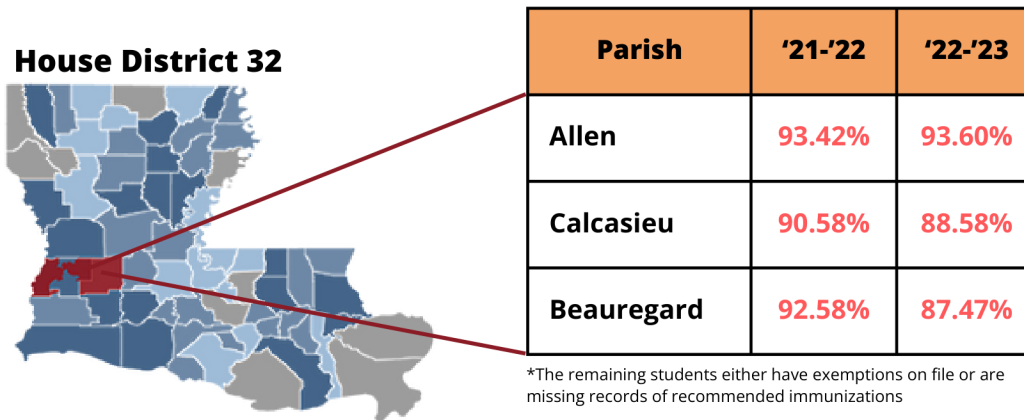 House District 32
Parish ‘21-’22 ‘22-’23
Allen 93.42% 93.60%
Calcasieu 90.58% 88.58%
Beauregard 92.58% 87.47%
*The remaining students either have exemptions on file or are
missing records of recommended immunizations